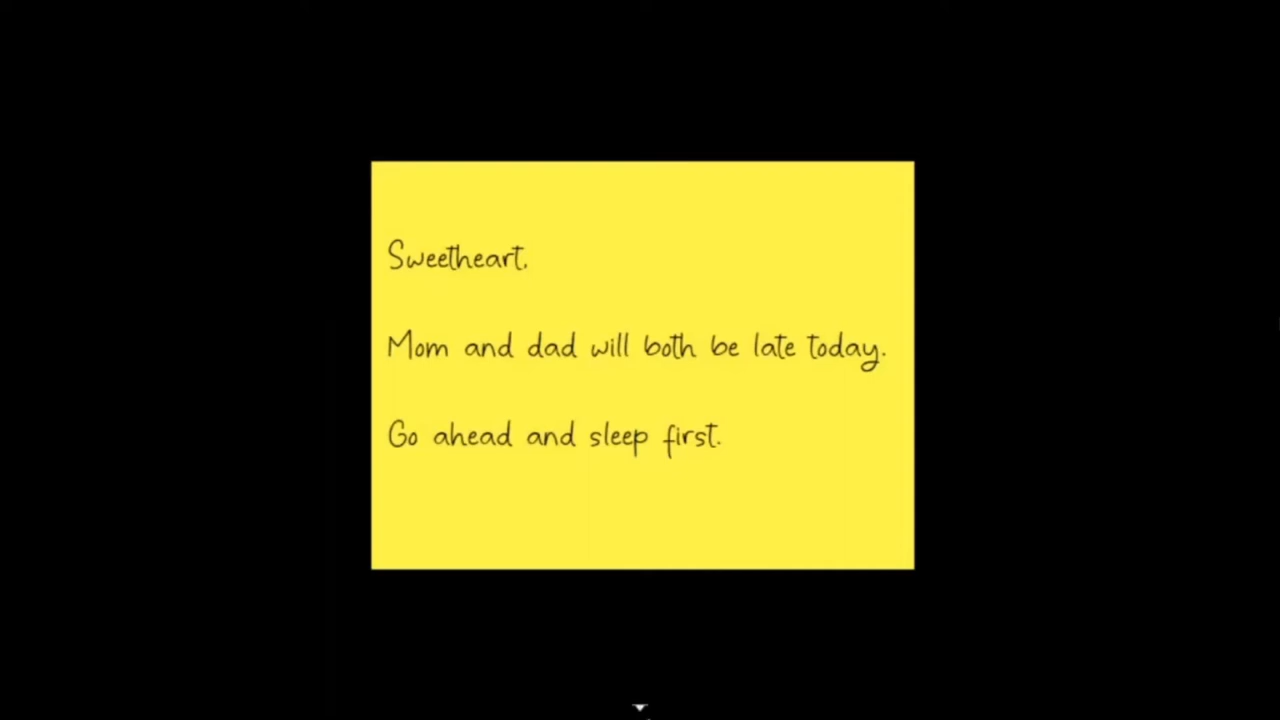 Sweetheart,
Mom and dad will both be late today.
Go ahead and sleep first.